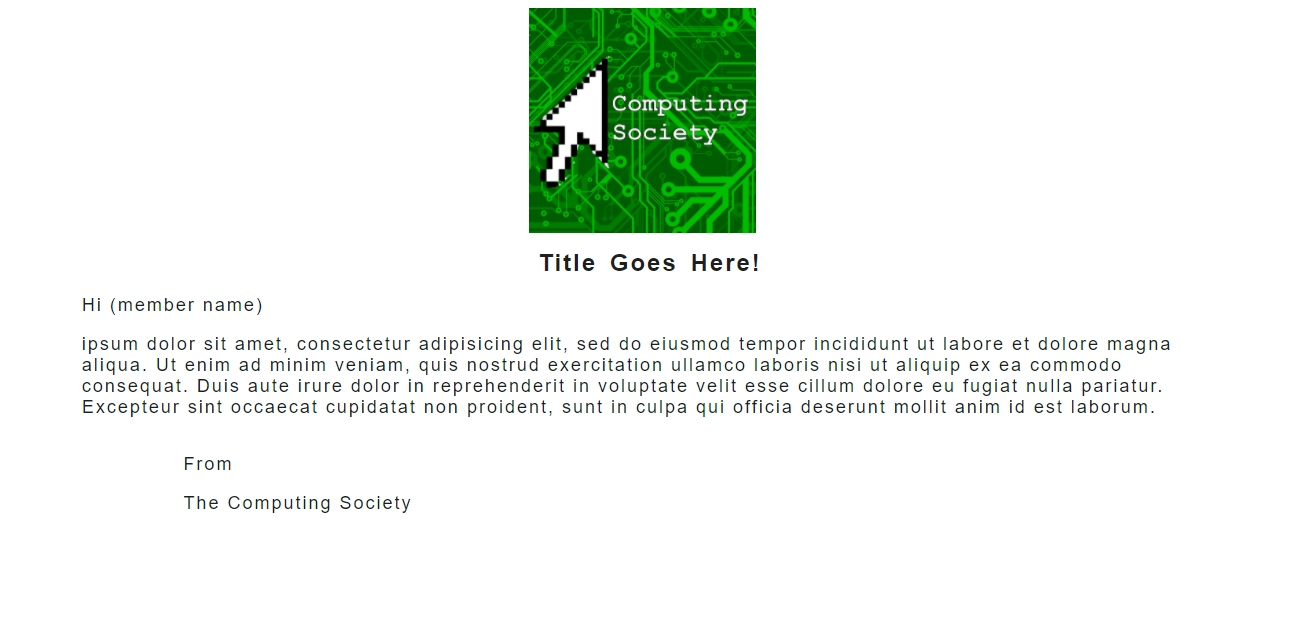 Computing
Society
Title Goes Here!
Hi (member name)
ipsum dolor sit amet, consectetur adipisicing elit, sed do eiusmod tempor incididunt ut labore et dolore magna
aliqua. Ut enim ad minim veniam, quis nostrud exercitation ullamco laboris nisi ut aliquip ex ea commodo
consequat. Duis aute irure dolor in reprehenderit in voluptate velit esse cillum dolore eu fugiat nulla pariatur.
Excepteur sint occaecat cupidatat non proident, sunt in culpa qui officia deserunt mollit anim id est laborum.
From
The Computing Society